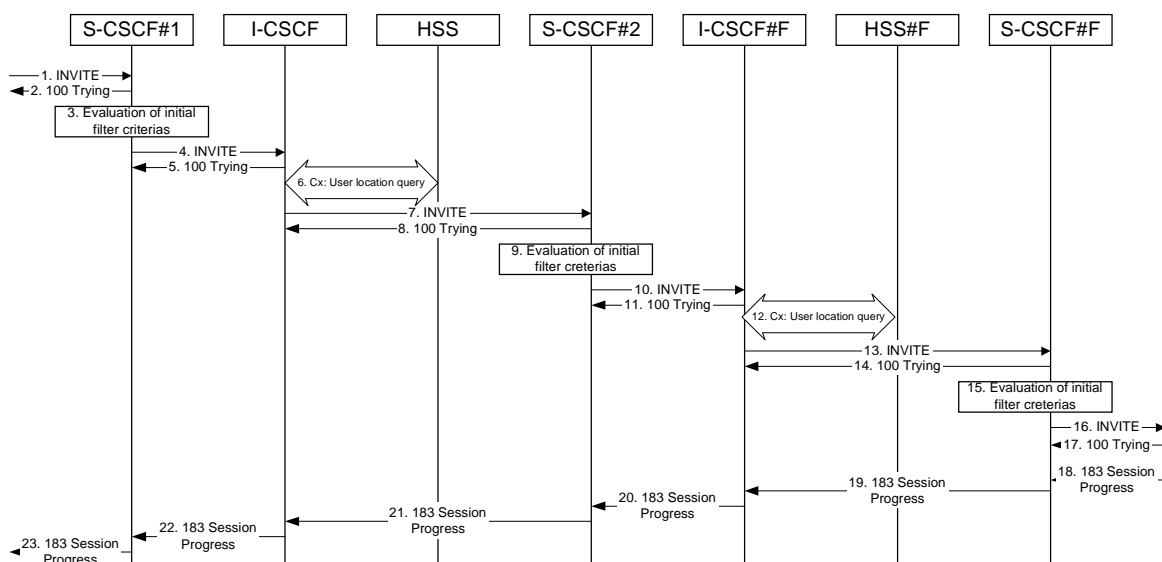 S-CSCF#1
I-CSCF
HSS
S-CSCF#2
I-CSCF#F
HSS#F
S-CSCF#F
1. INVITE
2. 100 Trying
3. Evaluation of initial
filter criterias
4. INVITE
5. 100 Trying
6. Cx: User location query
7. INVITE
8. 100 Trying
9. Evaluation of initial
filter creterias
10. INVITE
11. 100 Trying
12. Cx: User location query
13. INVITE
14. 100 Trying
15. Evaluation of initial
filter creterias
16. INVITE
17. 100 Trying
18. 183 Session
19. 183 Session
Progress
20. 183 Session
Progress
21. 183 Session
Progress
22. 183 Session
Progress
23. 183 Session
Progress